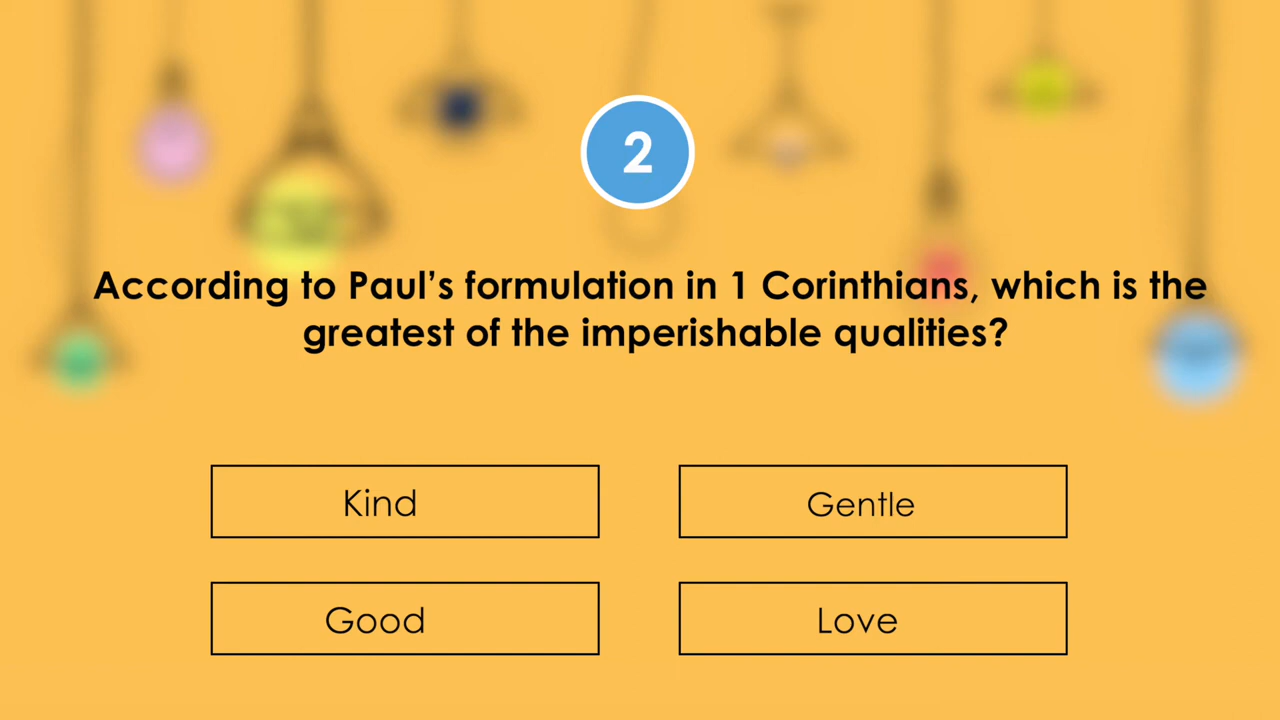 2
According to Paul’s formulation in 1 Corinthians, which is the
greatest of the imperishable qualities?
Kind
Gentle
Good
Love